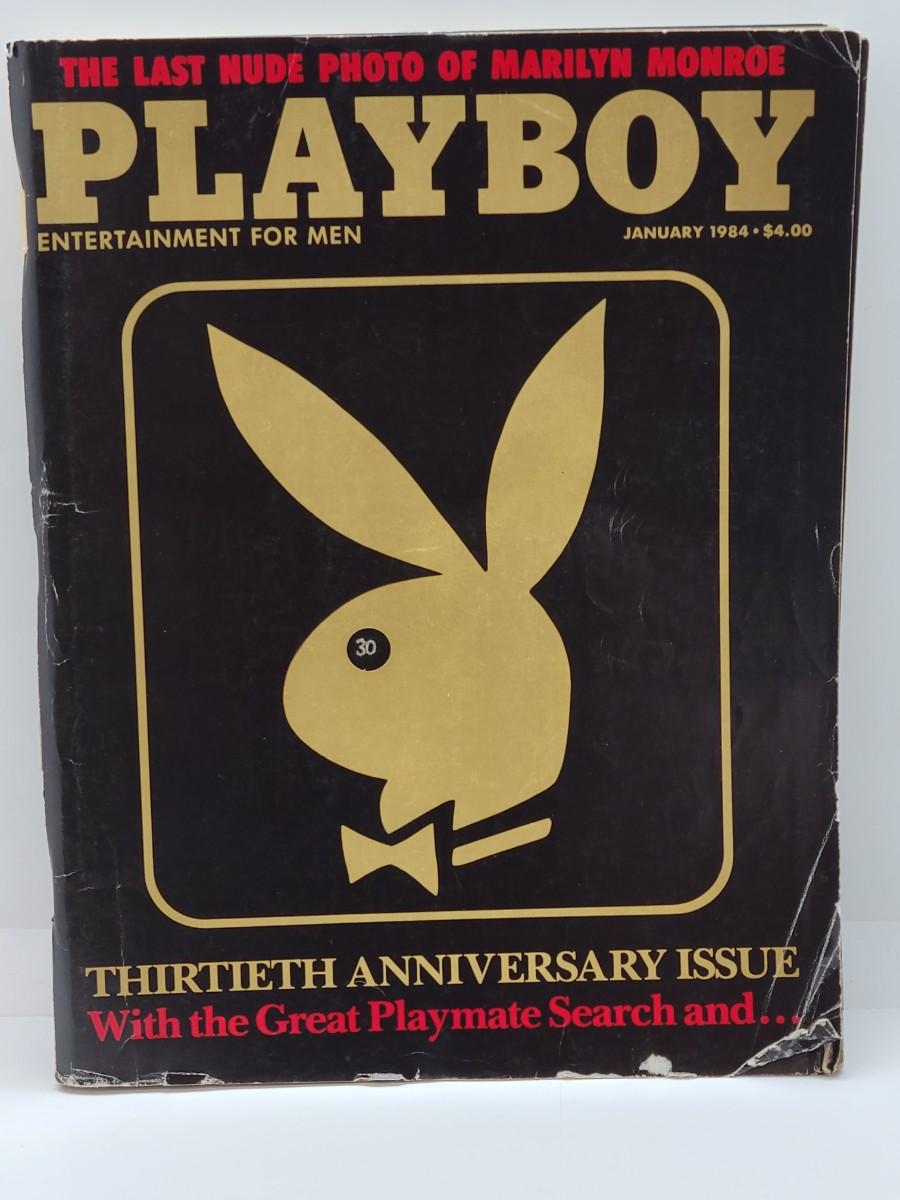 THE LAST NUDE PHOTO OF MARILYN MONROE
PLAYBOY
ENTERTAINMENT FOR MEN
JANUARY 1984 • $4.00
30
THIRTIETH ANNIVERSARY ISSUE
With the Great Playmate Search and...